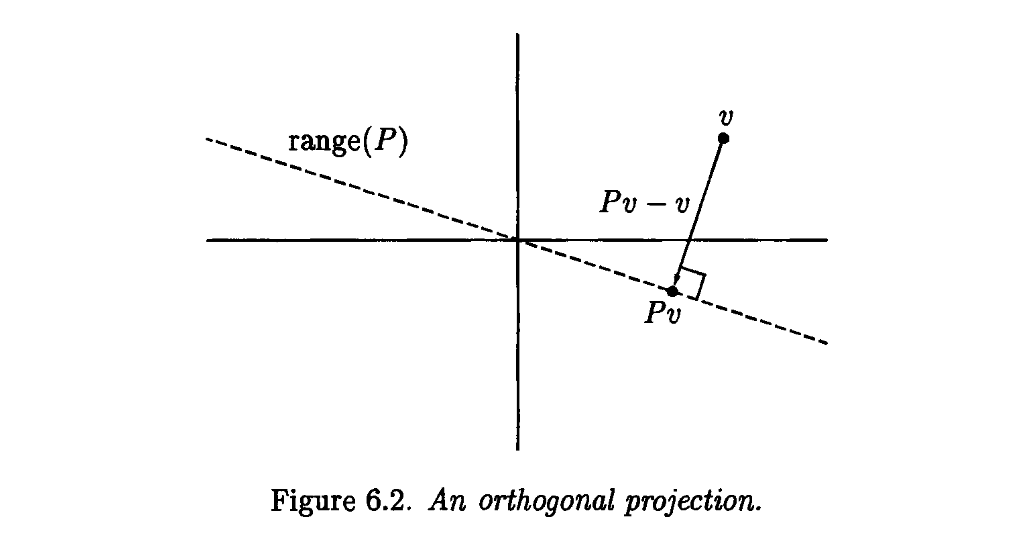 v
range(P)
Pv − v
Pv
Figure 6.2. An orthogonal projection.